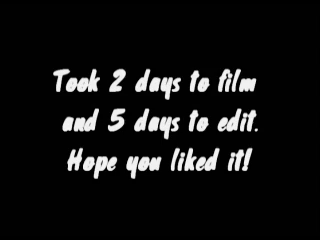 Took 2 days to film
and 5 days to edit.
Hope you liked it!